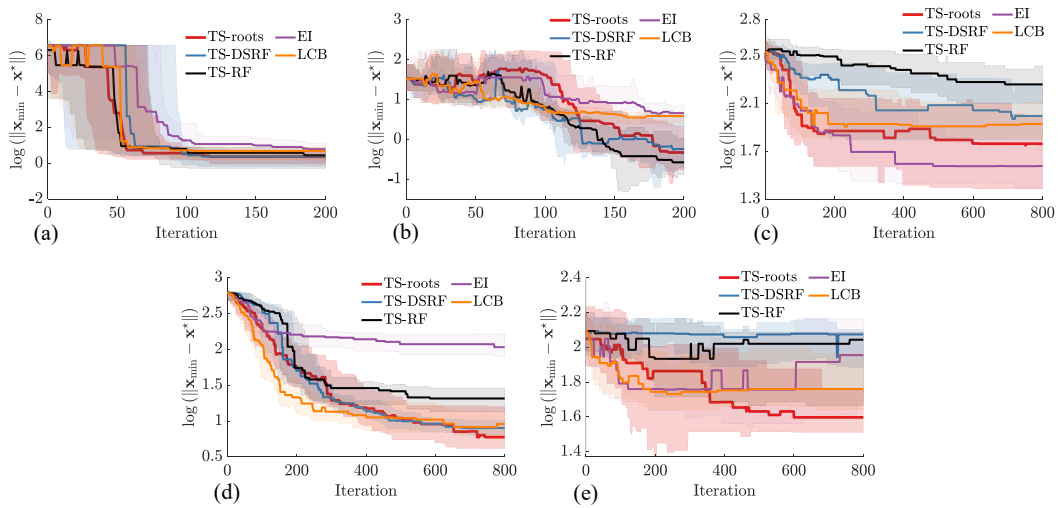 8
6
4
2
0
-2
0 50 100 150 200
Iteration
log (‖x_min − x*‖)
TS-roots EI
TS-DSRF LCB
TS-RF
(a)
3
2
1
0
-1
0 50 100 150 200
Iteration
log (‖x_min − x*‖)
TS-roots EI
TS-DSRF LCB
TS-RF
(b)
2.9
2.5
2.1
1.7
1.3
0 200 400 600 800
Iteration
log (‖x_min − x*‖)
TS-roots EI
TS-DSRF LCB
TS-RF
(c)
3
2.5
2
1.5
1
0.5
0 200 400 600 800
Iteration
log (‖x_min − x*‖)
TS-roots EI
TS-DSRF LCB
TS-RF
(d)
2.4
2.2
2
1.8
1.6
1.4
0 200 400 600 800
Iteration
log (‖x_min − x*‖)
TS-roots EI
TS-DSRF LCB
TS-RF
(e)